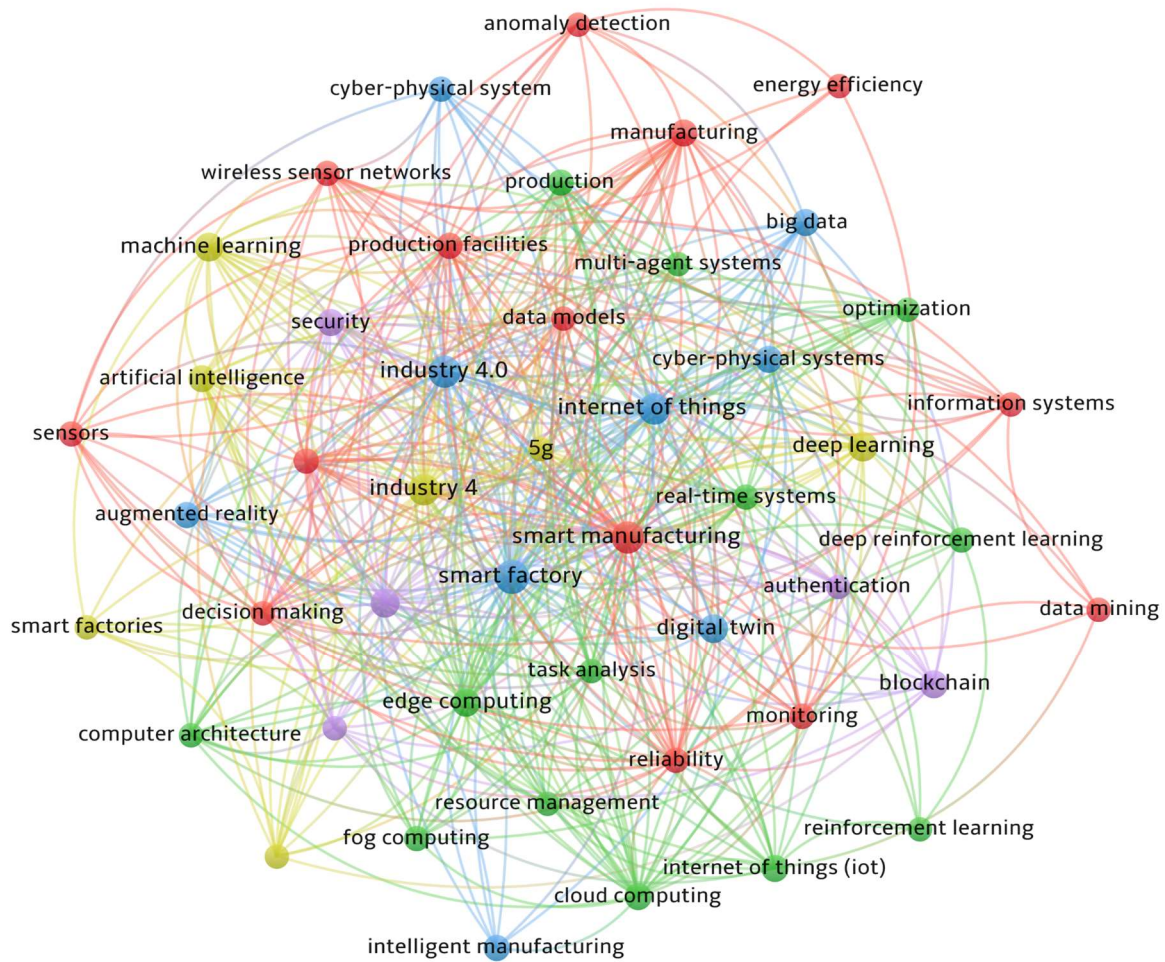 anomaly detection
energy efficiency
cyber-physical system
manufacturing
wireless sensor networks
production
big data
machine learning
production facilities
multi-agent systems
optimization
security
data models
cyber-physical systems
industry 4.0
artificial intelligence
internet of things
information systems
sensors
5g
deep learning
industry 4
real-time systems
augmented reality
smart manufacturing
deep reinforcement learning
smart factory
authentication
decision making
data mining
smart factories
digital twin
task analysis
blockchain
edge computing
monitoring
computer architecture
reliability
resource management
reinforcement learning
fog computing
internet of things (iot)
cloud computing
intelligent manufacturing